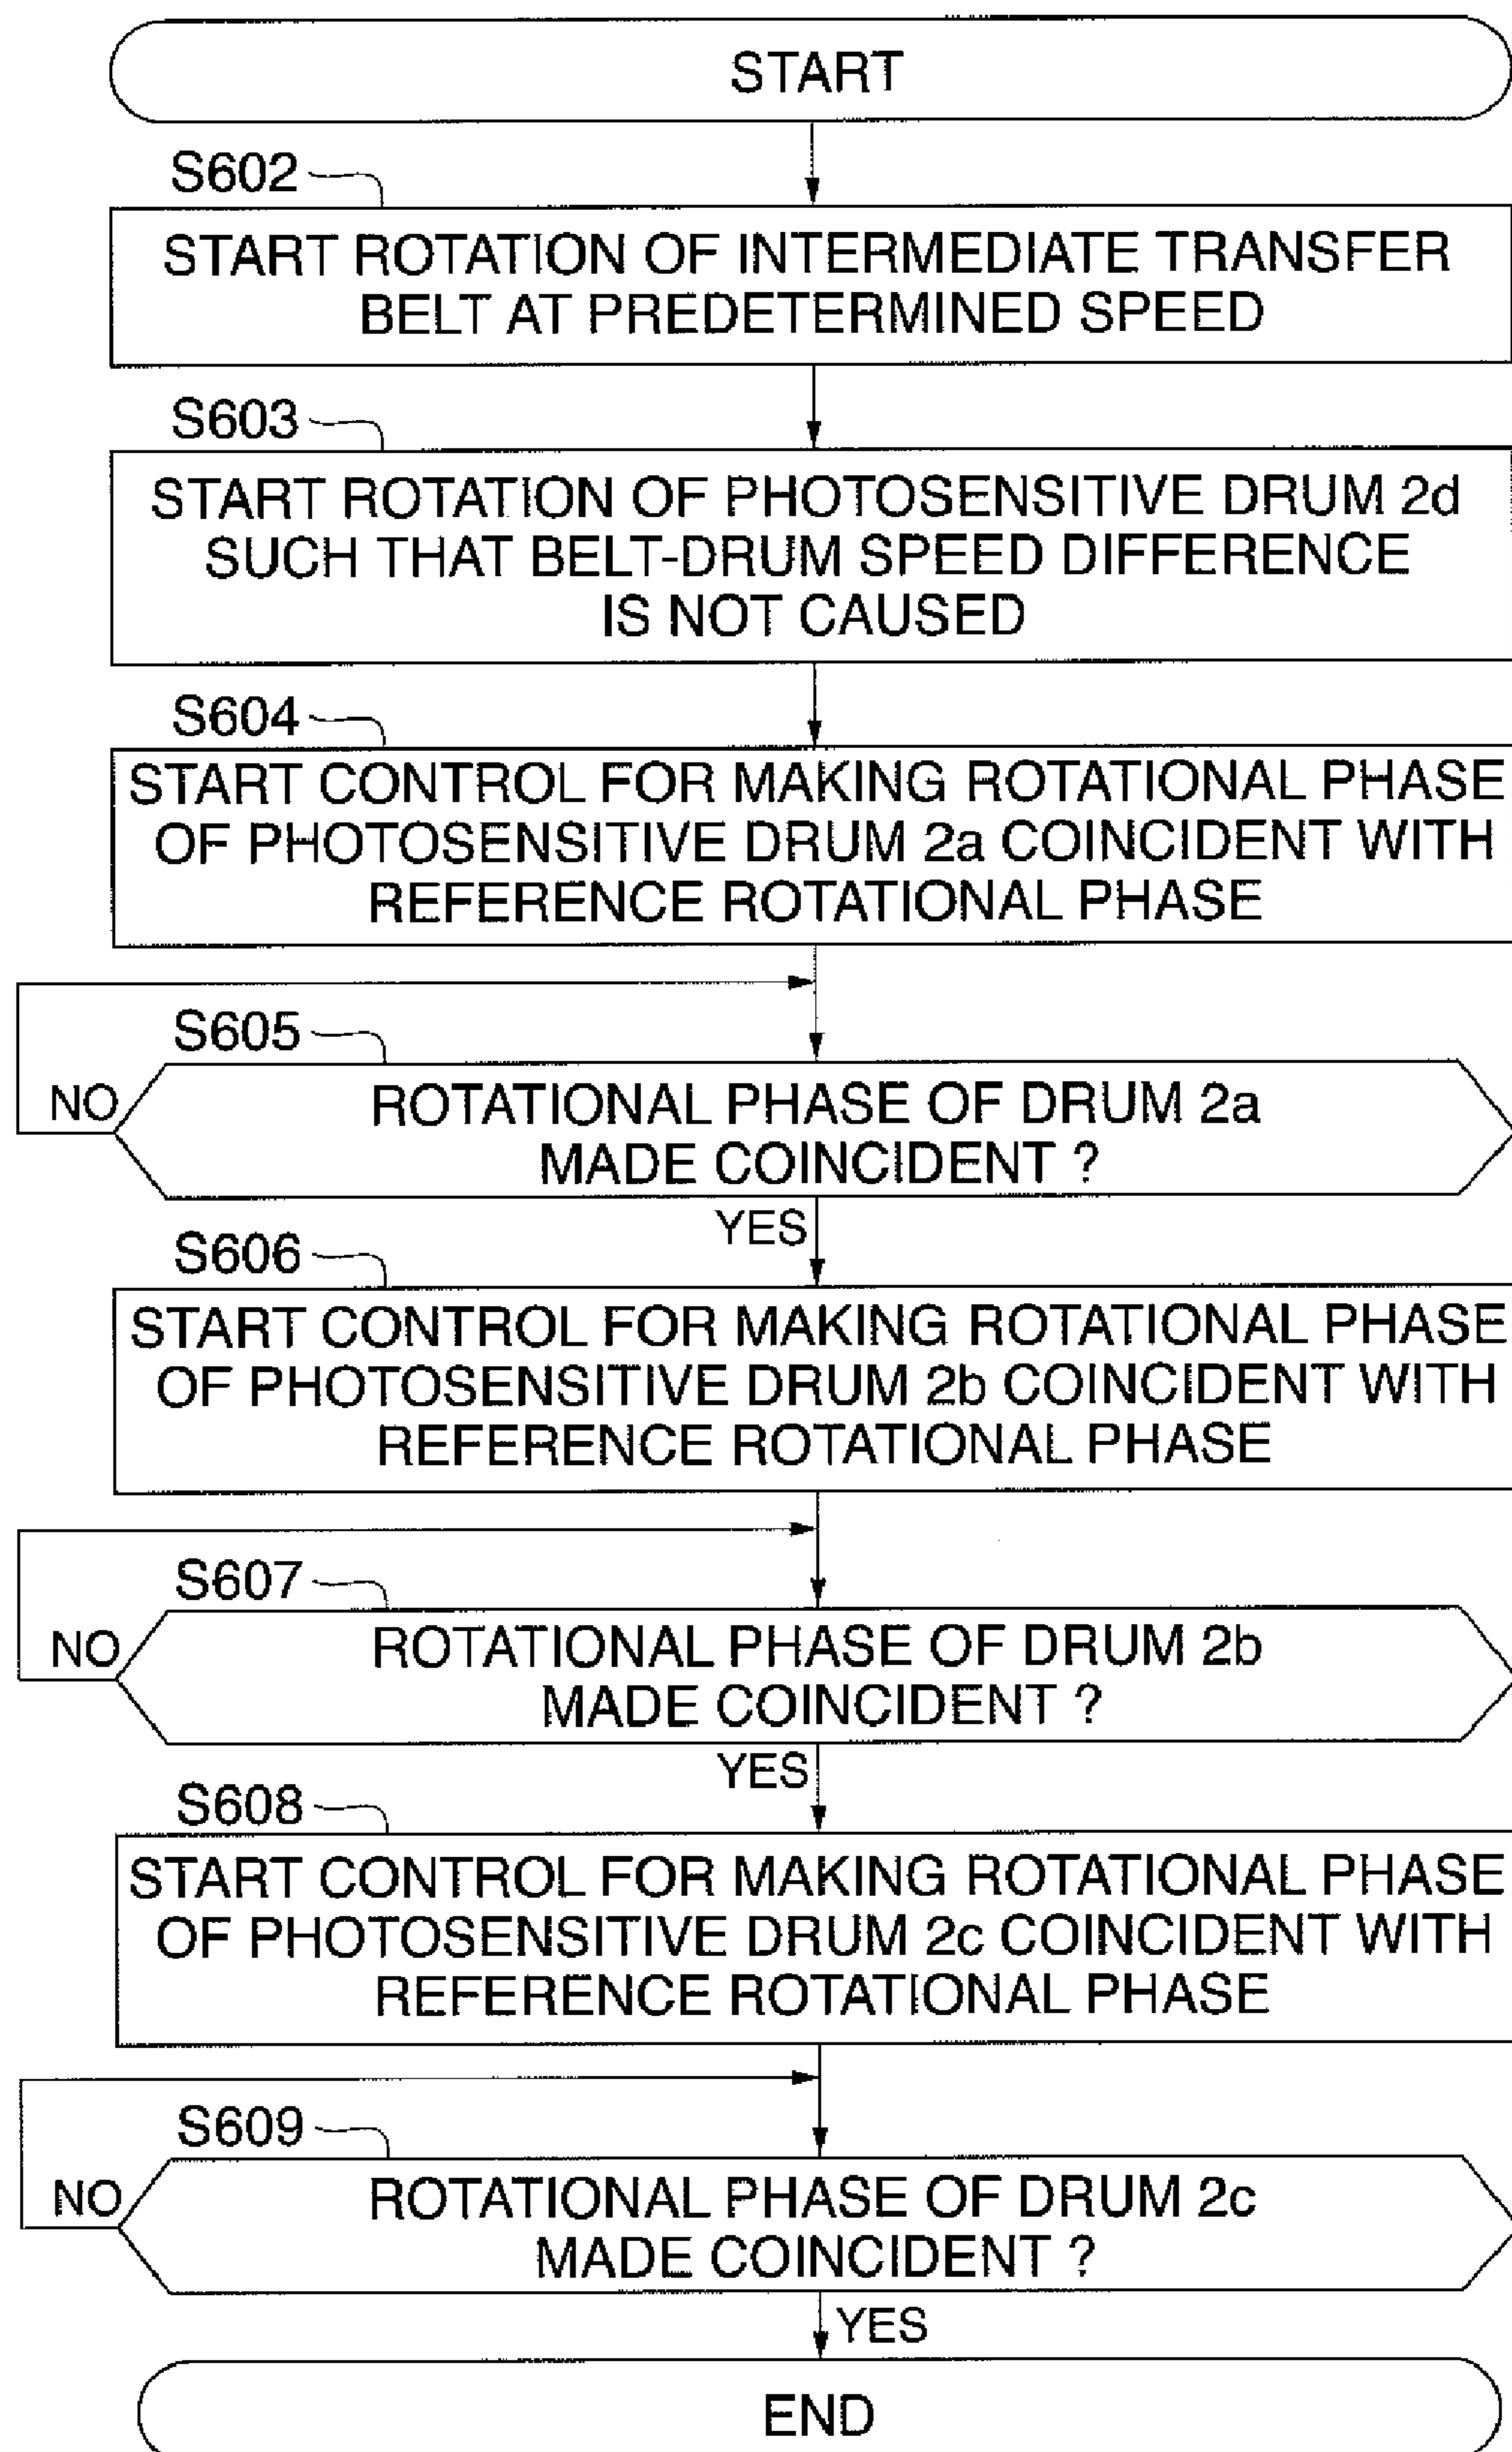 START
S602
START ROTATION OF INTERMEDIATE TRANSFER
BELT AT PREDETERMINED SPEED
S603
START ROTATION OF PHOTOSENSITIVE DRUM 2d
SUCH THAT BELT-DRUM SPEED DIFFERENCE
IS NOT CAUSED
S604
START CONTROL FOR MAKING ROTATIONAL PHASE
OF PHOTOSENSITIVE DRUM 2a COINCIDENT WITH
REFERENCE ROTATIONAL PHASE
S605
NO
ROTATIONAL PHASE OF DRUM 2a
MADE COINCIDENT ?
YES
S606
START CONTROL FOR MAKING ROTATIONAL PHASE
OF PHOTOSENSITIVE DRUM 2b COINCIDENT WITH
REFERENCE ROTATIONAL PHASE
S607
NO
ROTATIONAL PHASE OF DRUM 2b
MADE COINCIDENT ?
YES
S608
START CONTROL FOR MAKING ROTATIONAL PHASE
OF PHOTOSENSITIVE DRUM 2c COINCIDENT WITH
REFERENCE ROTATIONAL PHASE
S609
NO
ROTATIONAL PHASE OF DRUM 2c
MADE COINCIDENT ?
YES
END